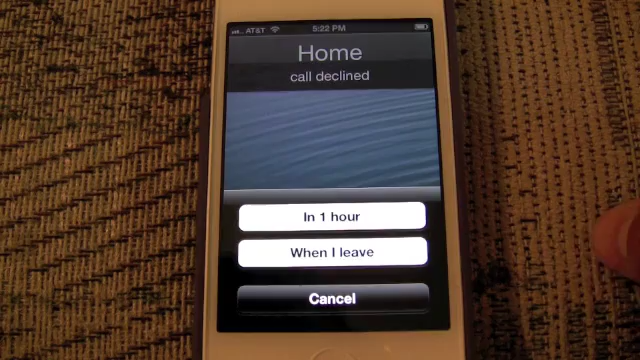 AT&T 5:22 PM
Home
call declined
In 1 hour
When I leave
Cancel